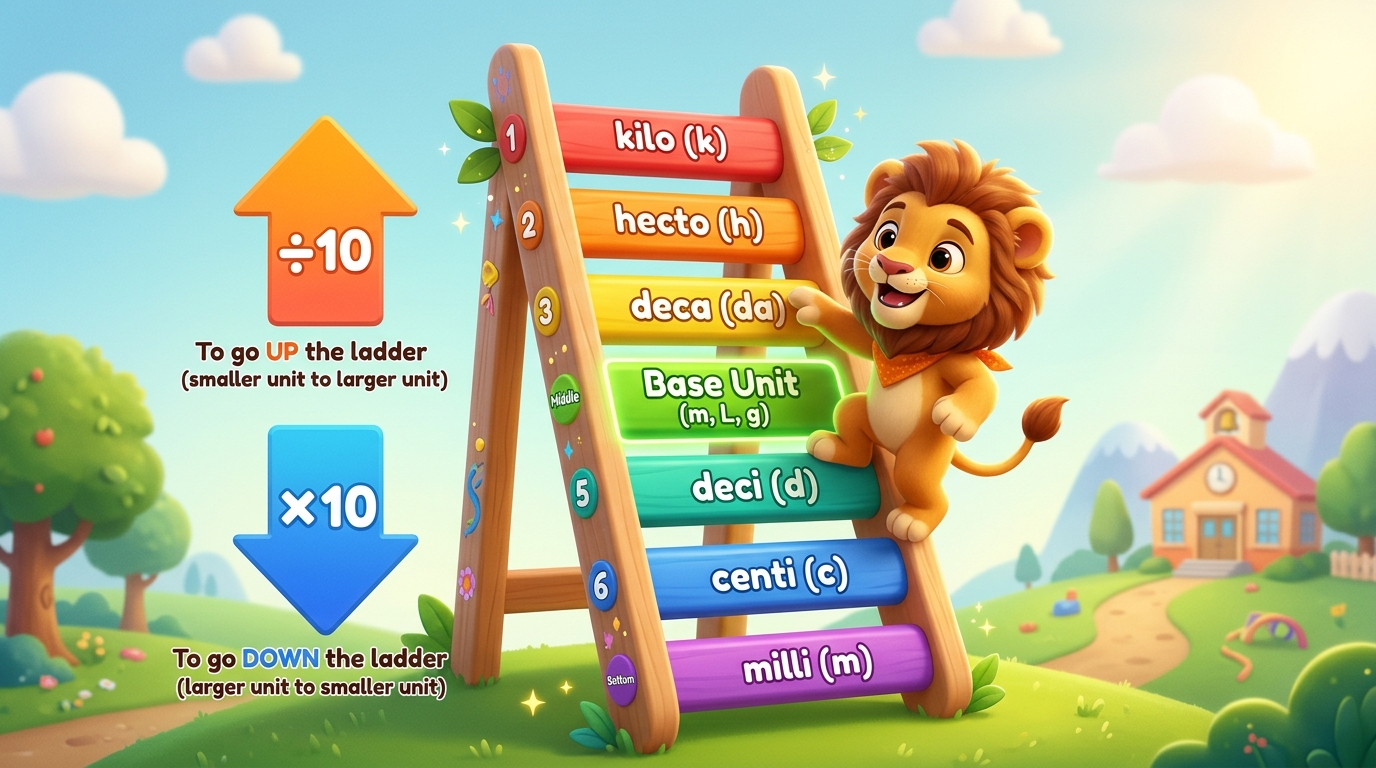 ÷10
To go UP the ladder
(smaller unit to larger unit)
×10
To go DOWN the ladder
(larger unit to smaller unit)
1
kilo (k)
2
hecto (h)
3
deca (da)
Middle
Base Unit
(m, L, g)
5
deci (d)
6
centi (c)
Settom
milli (m)